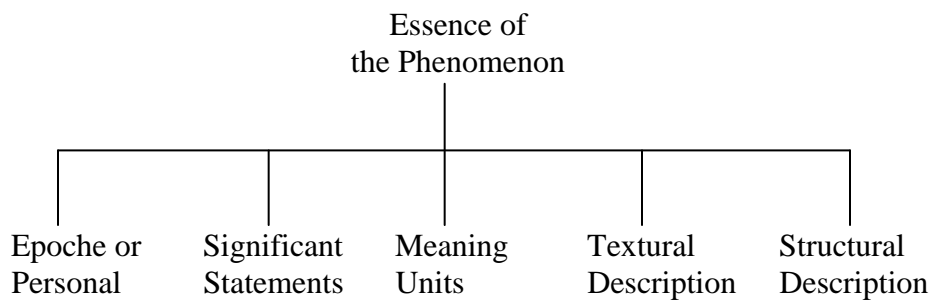 Essence of
the Phenomenon
Epoche or
Personal
Significant
Statements
Meaning
Units
Textural
Description
Structural
Description